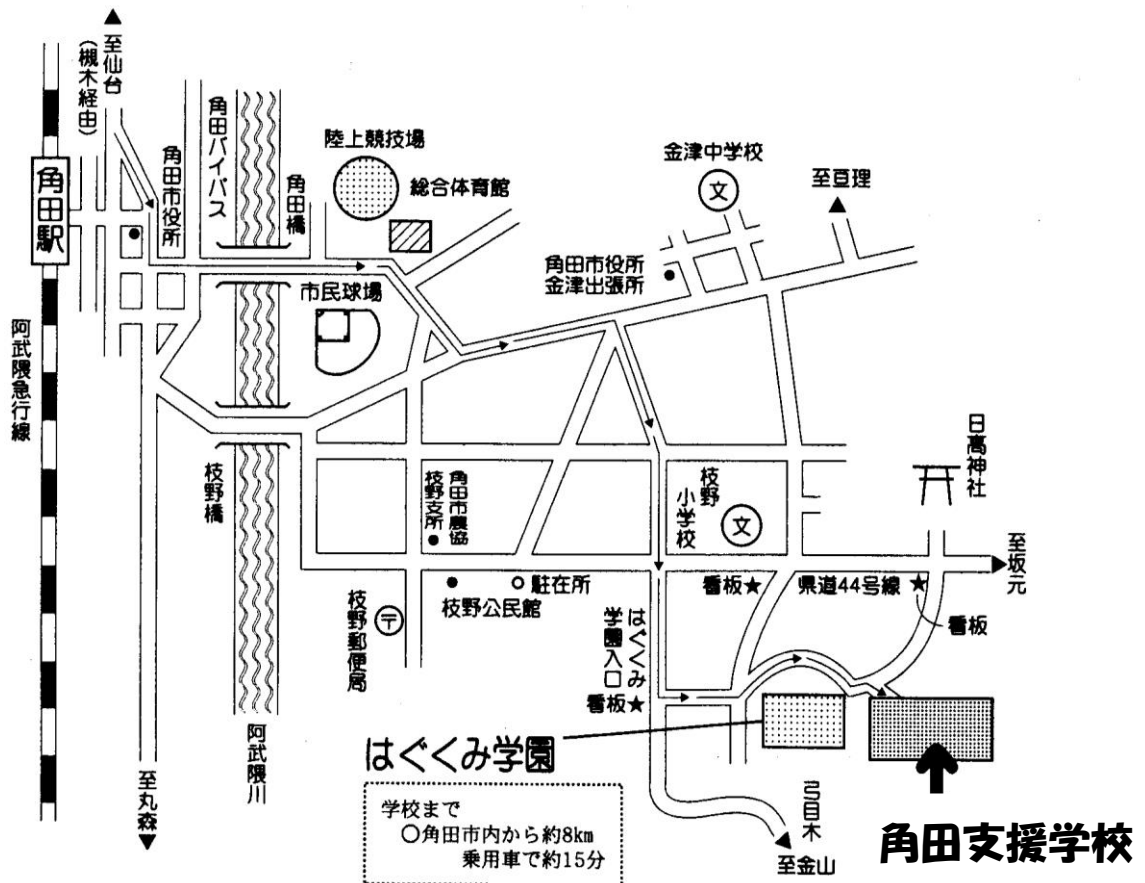 至仙台
(槻木経由)
角田駅
阿武隈急行線
角田市役所
角田バイパス
角田橋
陸上競技場
総合体育館
市民球場
金津中学校
文
至亘理
角田市役所
金津出張所
枝野橋
角田市農協
枝野支所
枝野
小学校
文
日高神社
至坂元
枝野公民館
駐在所
看板★
県道44号線
看板
枝野郵便局
〒
はぐくみ
学園入口
看板★
阿武隈川
至丸森
はぐくみ学園
学校まで
○角田市内から約8km
乗用車で約15分
弓目木
至金山
角田支援学校